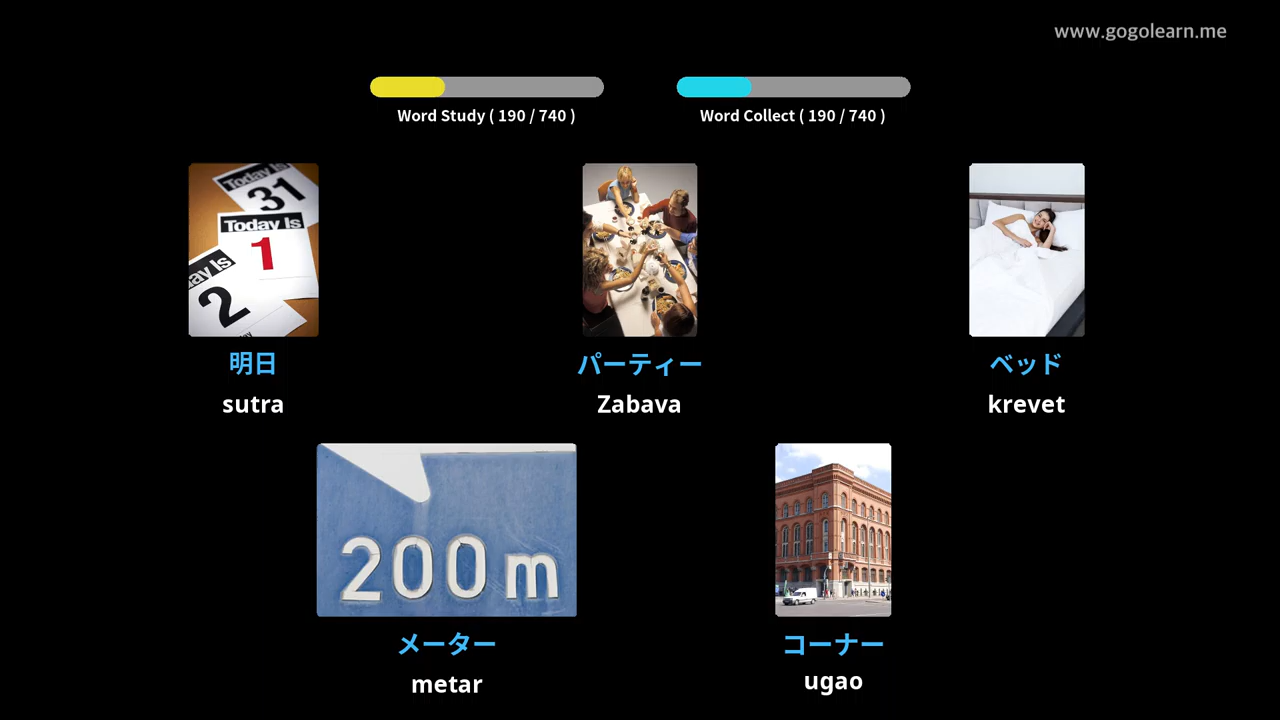 www.gogolearn.me
Word Study ( 190 / 740 )
Word Collect ( 190 / 740 )
Today Is
31
Today Is
1
ay Is
2
明日
sutra
パーティー
Zabava
ベッド
krevet
200 m
メーター
metar
コーナー
ugao